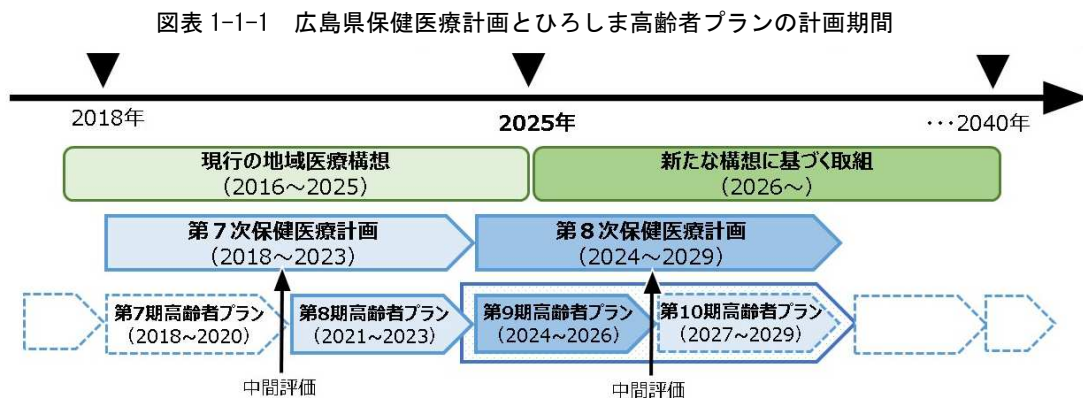 図表 1-1-1 広島県保健医療計画とひろしま高齢者プランの計画期間
2018年
2025年
…2040年
現行の地域医療構想
(2016～2025)
新たな構想に基づく取組
(2026～)
第7次保健医療計画
(2018～2023)
第8次保健医療計画
(2024～2029)
第7期高齢者プラン
(2018~2020)
第8期高齢者プラン
(2021~2023)
第9期高齢者プラン
(2024~2026)
第10期高齢者プラン
(2027~2029)
中間評価
中間評価